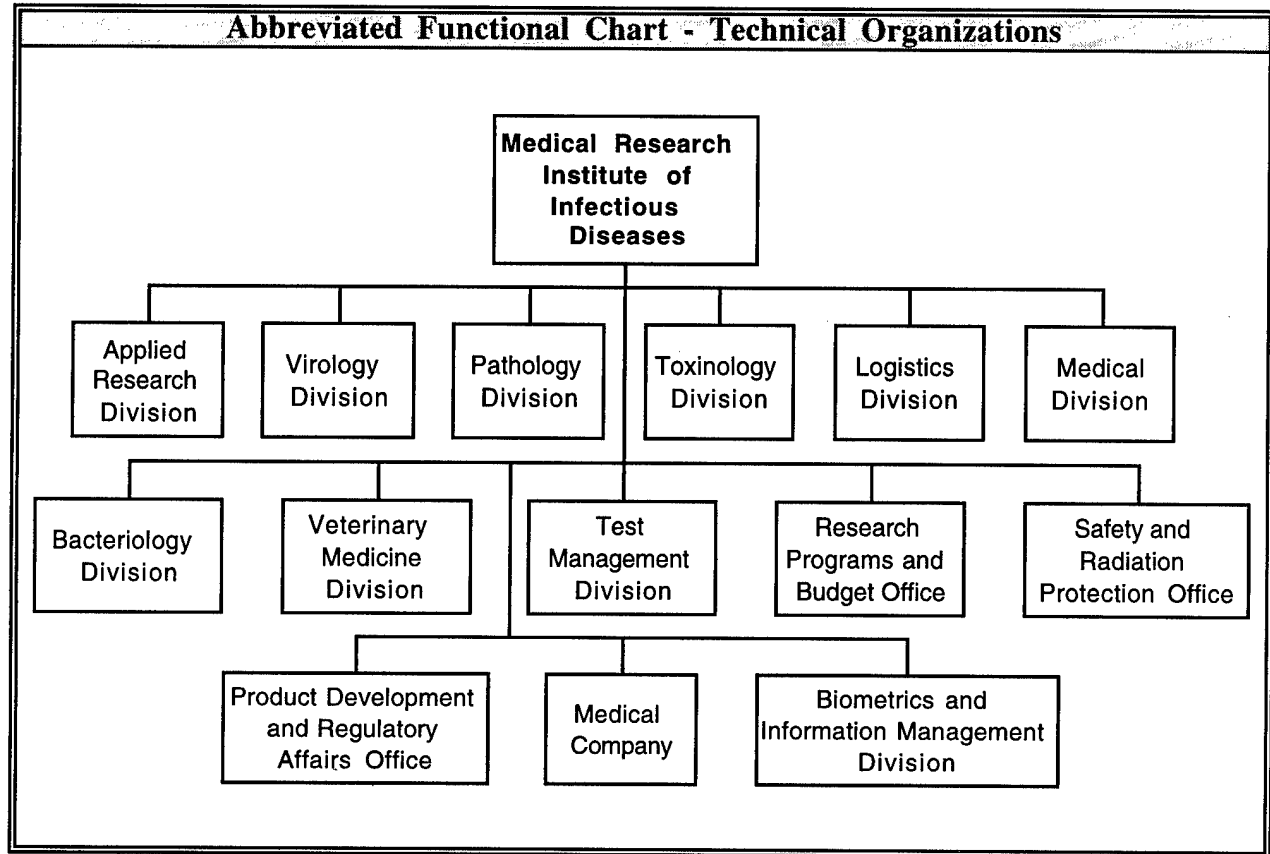 Abbreviated Functional Chart - Technical Organizations
Medical Research
Institute of
Infectious
Diseases
Applied
Research
Division
Virology
Division
Pathology
Division
Toxinology
Division
Logistics
Division
Medical
Division
Bacteriology
Division
Veterinary
Medicine
Division
Test
Management
Division
Research
Programs and
Budget Office
Safety and
Radiation
Protection Office
Product Development
and Regulatory
Affairs Office
Medical
Company
Biometrics and
Information Management
Division